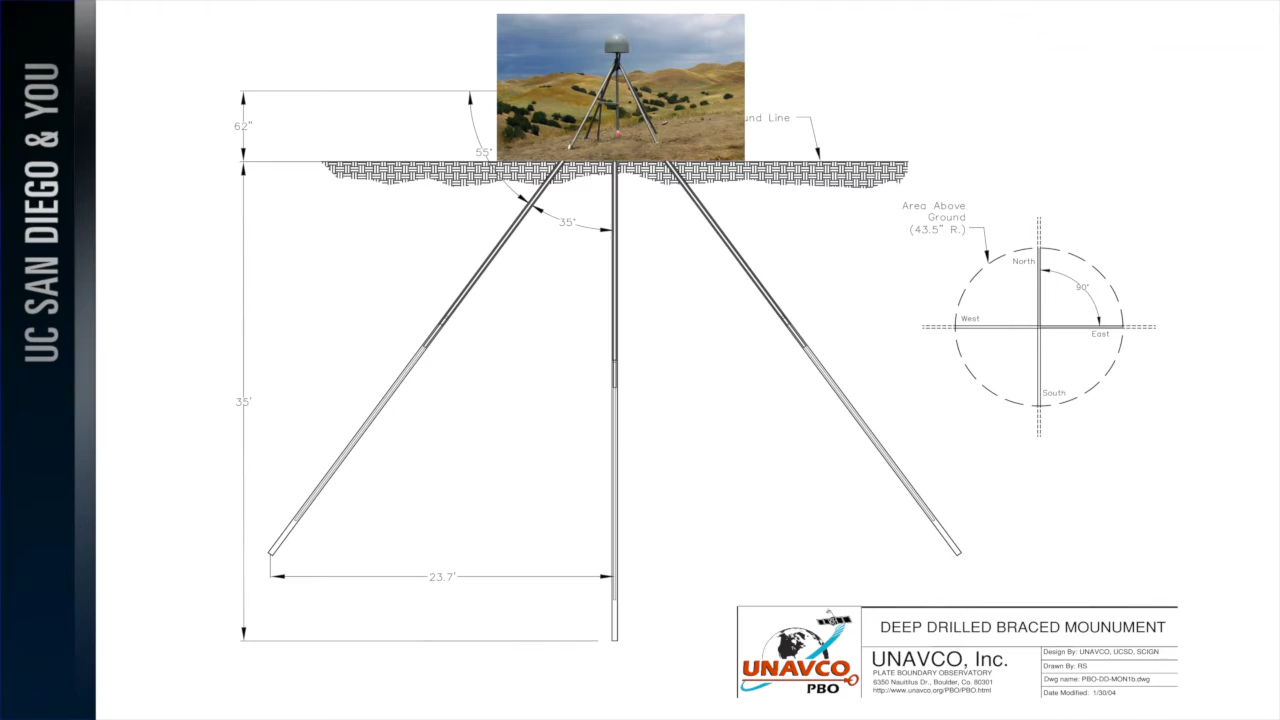 UC SAN DIEGO & YOU
62"
55°
und Line
35°
Area Above
Ground
(43.5" R.)
North
90°
West
East
South
35'
23.7'
UNAVCO
PBO
DEEP DRILLED BRACED MOUNUMENT
UNAVCO, Inc.
PLATE BOUNDARY OBSERVATORY
6350 Nauitilus Dr., Boulder, Co. 80301
http://www.unavco.org/PBO/PBO.html
Design By: UNAVCO, UCSD, SCIGN
Drawn By: RS
Dwg name: PBO-DD-MON1b.dwg
Date Modified: 1/30/04